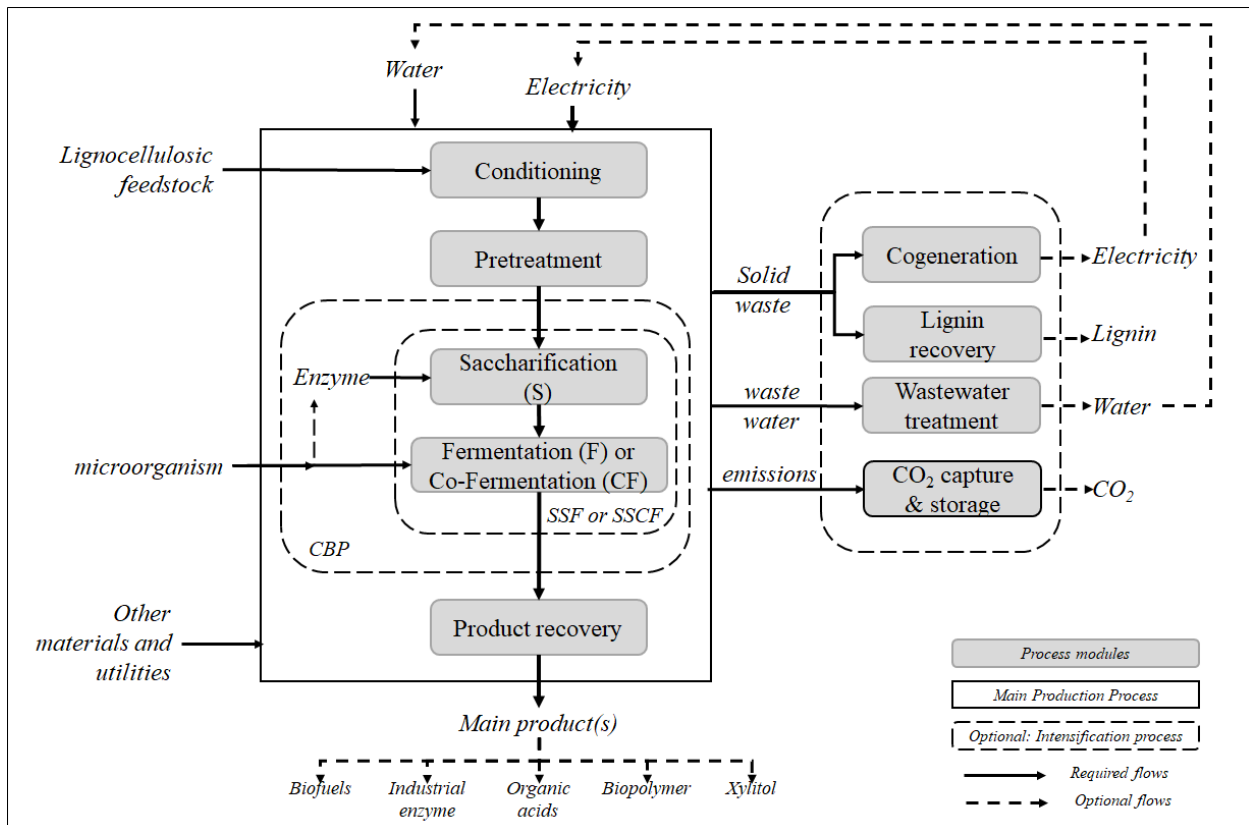 Water
Electricity
Lignocellulosic
feedstock
Conditioning
Pretreatment
Enzyme
Saccharification
(S)
microorganism
Fermentation (F) or
Co-Fermentation (CF)
SSF or SSCF
CBP
Other
materials and
utilities
Product recovery
Main product(s)
Biofuels
Industrial
enzyme
Organic
acids
Biopolymer
Xylitol
Solid
waste
waste
water
emissions
Cogeneration
Electricity
Lignin
recovery
Lignin
Wastewater
treatment
Water
CO2 capture
& storage
CO2
Process modules
Main Production Process
Optional: Intensification process
Required flows
Optional flows